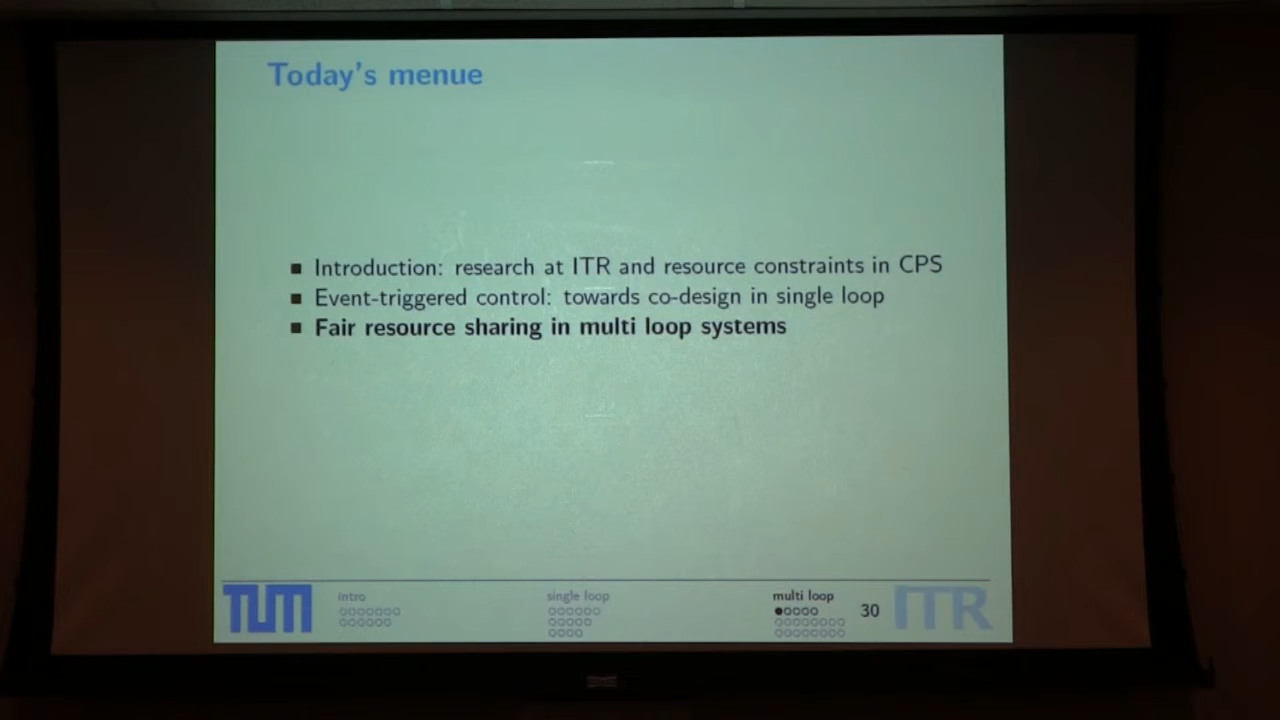 Today's menue
Introduction: research at ITR and resource constraints in CPS
Event-triggered control: towards co-design in single loop
Fair resource sharing in multi loop systems
TUM
intro
single loop
multi loop
30
ITR